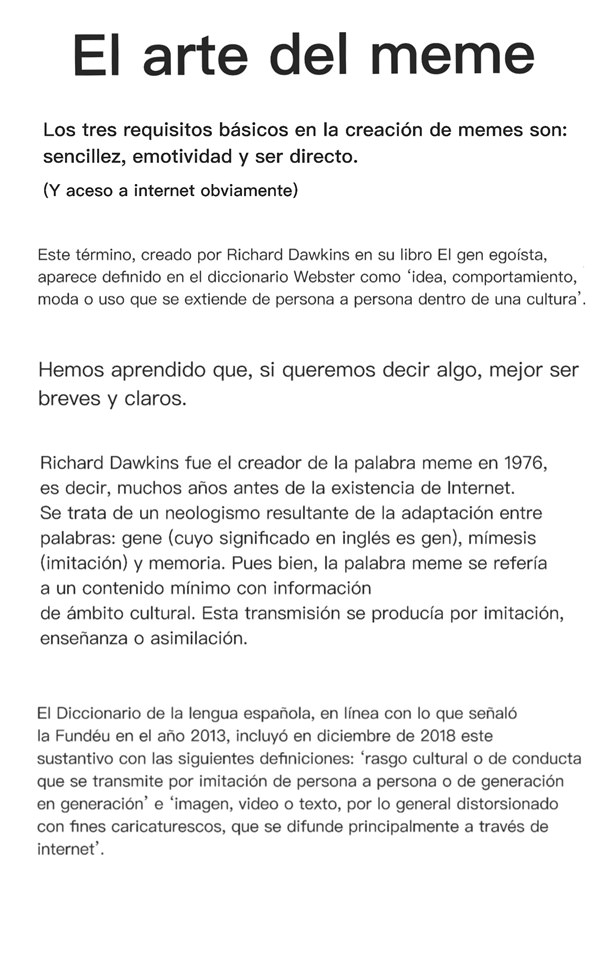 El arte del meme
Los tres requisitos básicos en la creación de memes son:
sencillez, emotividad y ser directo.
(Y aceso a internet obviamente)
Este término, creado por Richard Dawkins en su libro El gen egoísta,
aparece definido en el diccionario Webster como ‘idea, comportamiento,
moda o uso que se extiende de persona a persona dentro de una cultura’.
Hemos aprendido que, si queremos decir algo, mejor ser
breves y claros.
Richard Dawkins fue el creador de la palabra meme en 1976,
es decir, muchos años antes de la existencia de Internet.
Se trata de un neologismo resultante de la adaptación entre
palabras: gene (cuyo significado en inglés es gen), mímesis
(imitación) y memoria. Pues bien, la palabra meme se refería
a un contenido mínimo con información
de ámbito cultural. Esta transmisión se producía por imitación,
enseñanza o asimilación.
El Diccionario de la lengua española, en línea con lo que señaló
la Fundéu en el año 2013, incluyó en diciembre de 2018 este
sustantivo con las siguientes definiciones: ‘rasgo cultural o de conducta
que se transmite por imitación de persona a persona o de generación
en generación’ e ‘imagen, video o texto, por lo general distorsionado
con fines caricaturescos, que se difunde principalmente a través de
internet’.